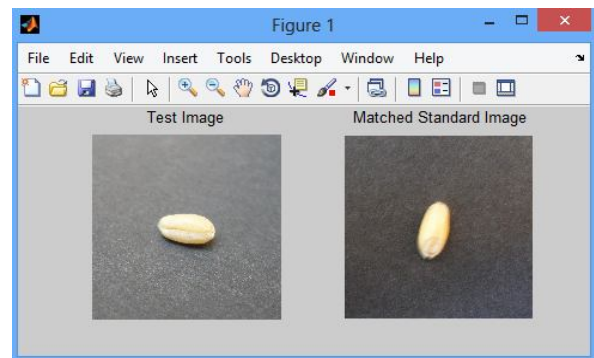 Figure 1
File Edit View Insert Tools Desktop Window Help
Test Image Matched Standard Image